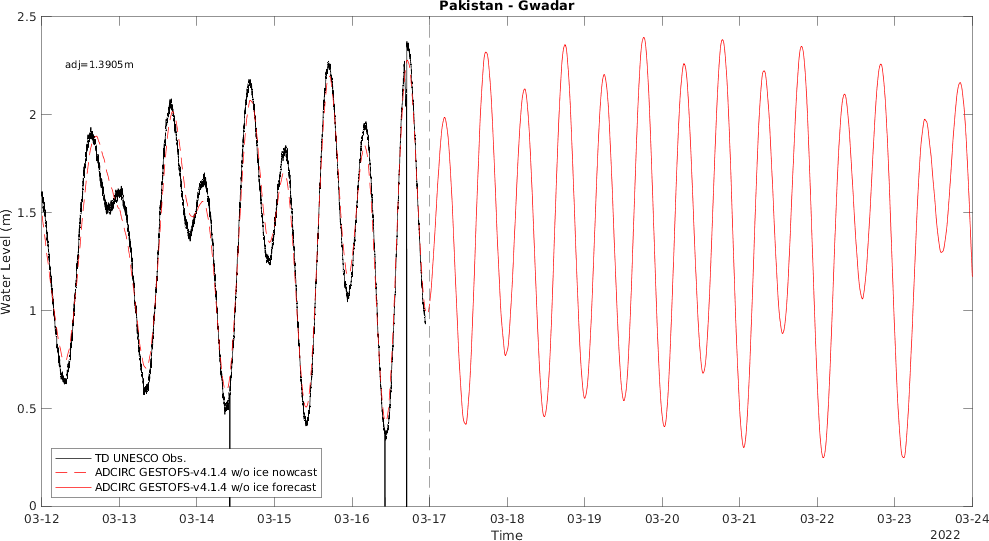 Pakistan - Gwadar
adj=1.3905m
Water Level (m)
2.5
2
1.5
1
0.5
0
TD UNESCO Obs.
ADCIRC GESTOFS-v4.1.4 w/o ice nowcast
ADCIRC GESTOFS-v4.1.4 w/o ice forecast
03-12 03-13 03-14 03-15 03-16 03-17 03-18 03-19 03-20 03-21 03-22 03-23 03-24
Time
2022